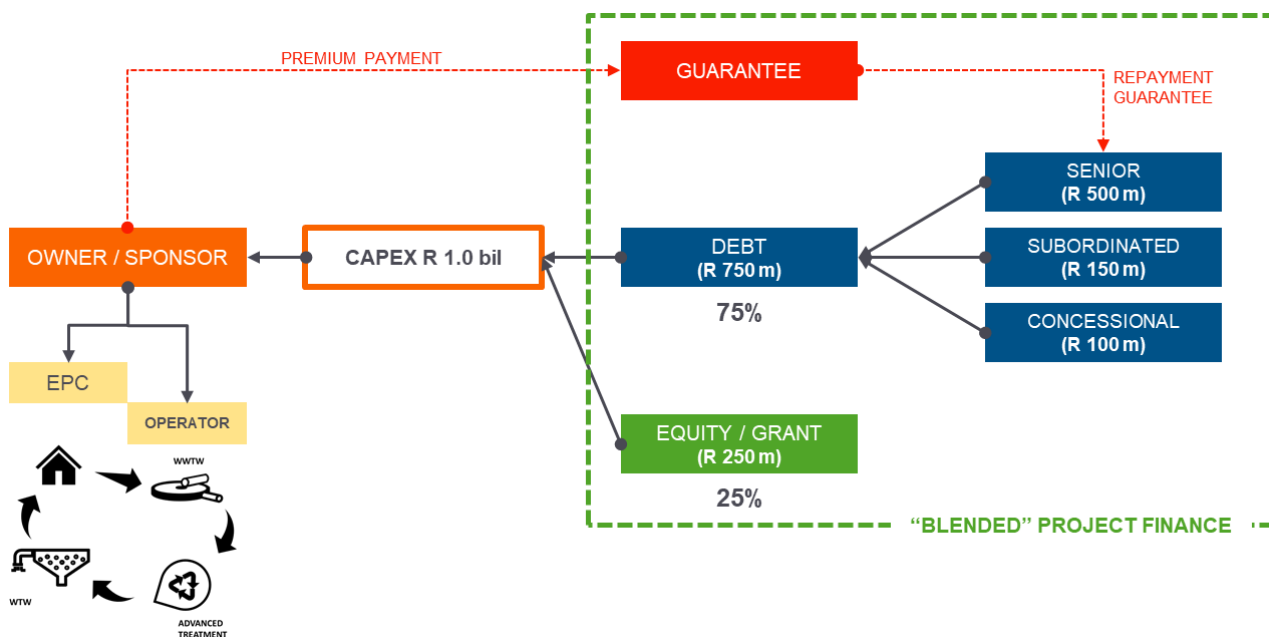 PREMIUM PAYMENT
GUARANTEE
REPAYMENT
GUARANTEE
SENIOR
(R 500 m)
OWNER / SPONSOR
CAPEX R 1.0 bil
DEBT
(R 750 m)
75%
SUBORDINATED
(R 150 m)
CONCESSIONAL
(R 100 m)
EPC
OPERATOR
EQUITY / GRANT
(R 250 m)
25%
"BLENDED" PROJECT FINANCE
WWTW
WTW
ADVANCED
TREATMENT